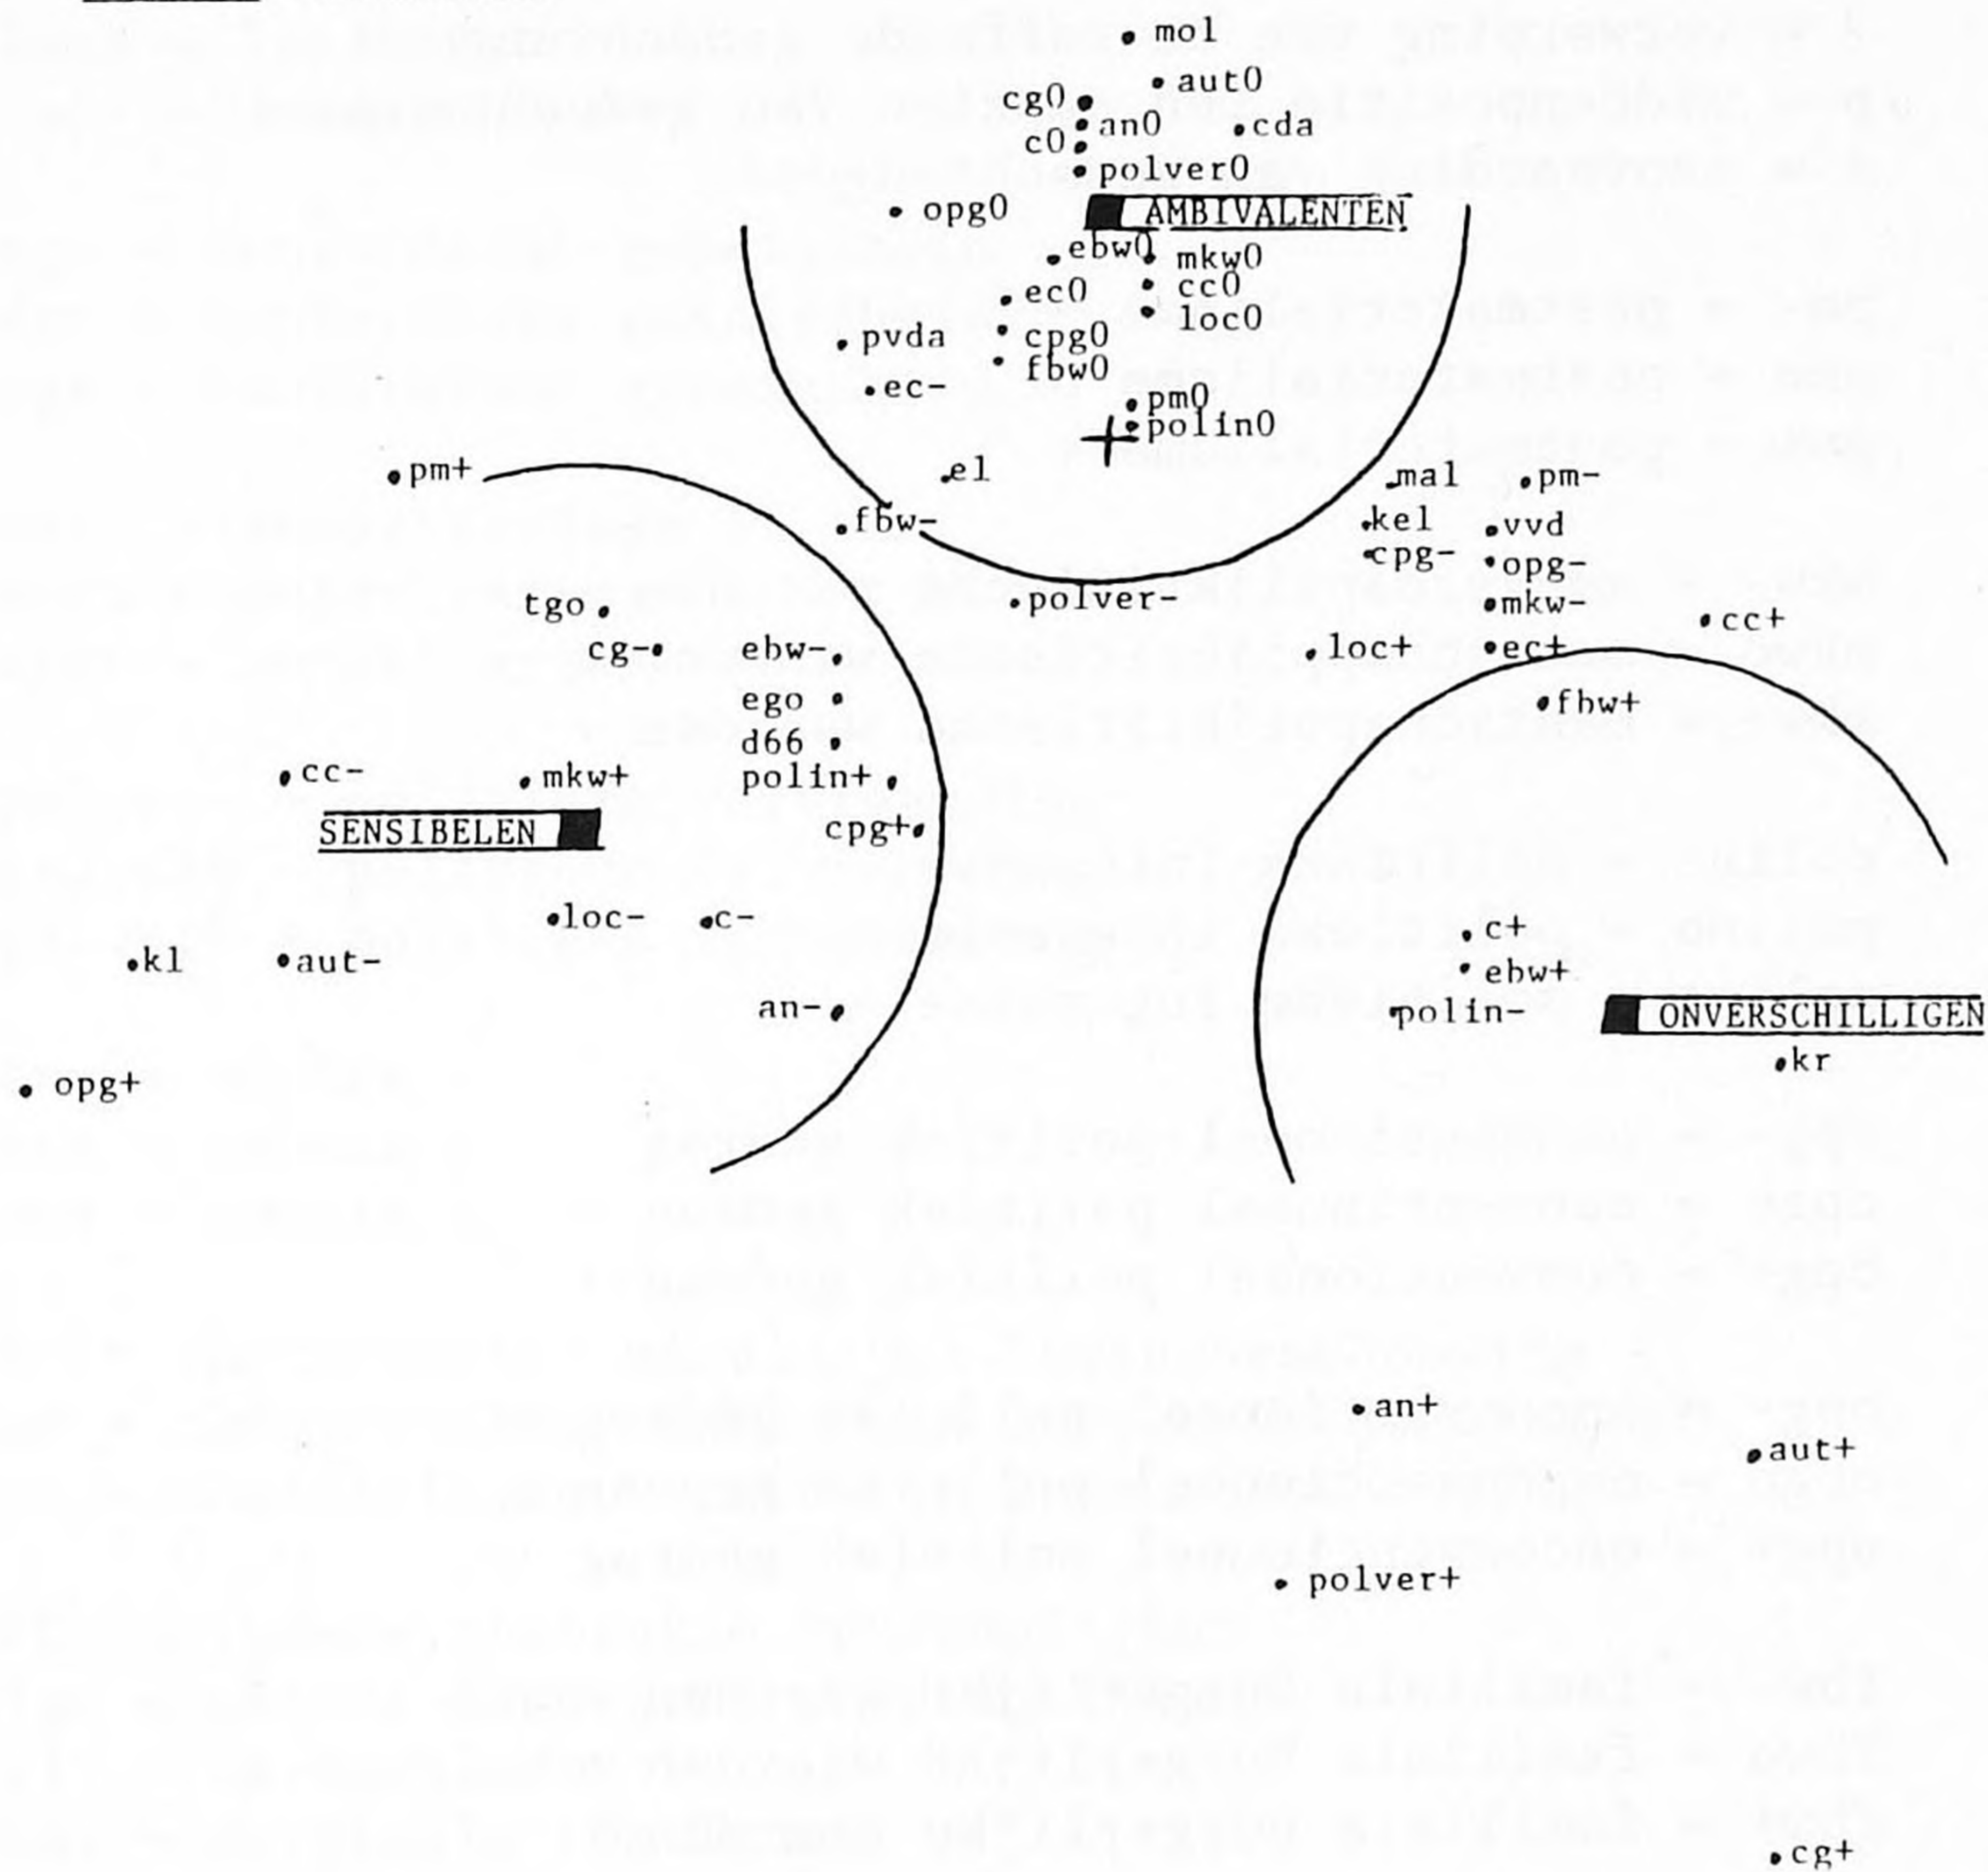 mol
aut0
cg0
an0
cda
c0
polver0
opg0
AMBIVALENTEN
ebw0
mkw0
ec0
cc0
loc0
pvda
cpg0
fbw0
ec-
pm0
polin0
pm+
el
mal
pm-
fbw-
kel
vvd
cpg-
opg-
tgo
polver-
mkw-
cc+
cg-
ebw-
loc+
ec+
ego
fbw+
d66
cc-
mkw+
polin+
SENSIBELEN
cpg+
loc-
c-
c+
kl
aut-
ebw+
an-
polin-
ONVERSCHILLIGEN
kr
opg+
an+
aut+
polver+
cg+